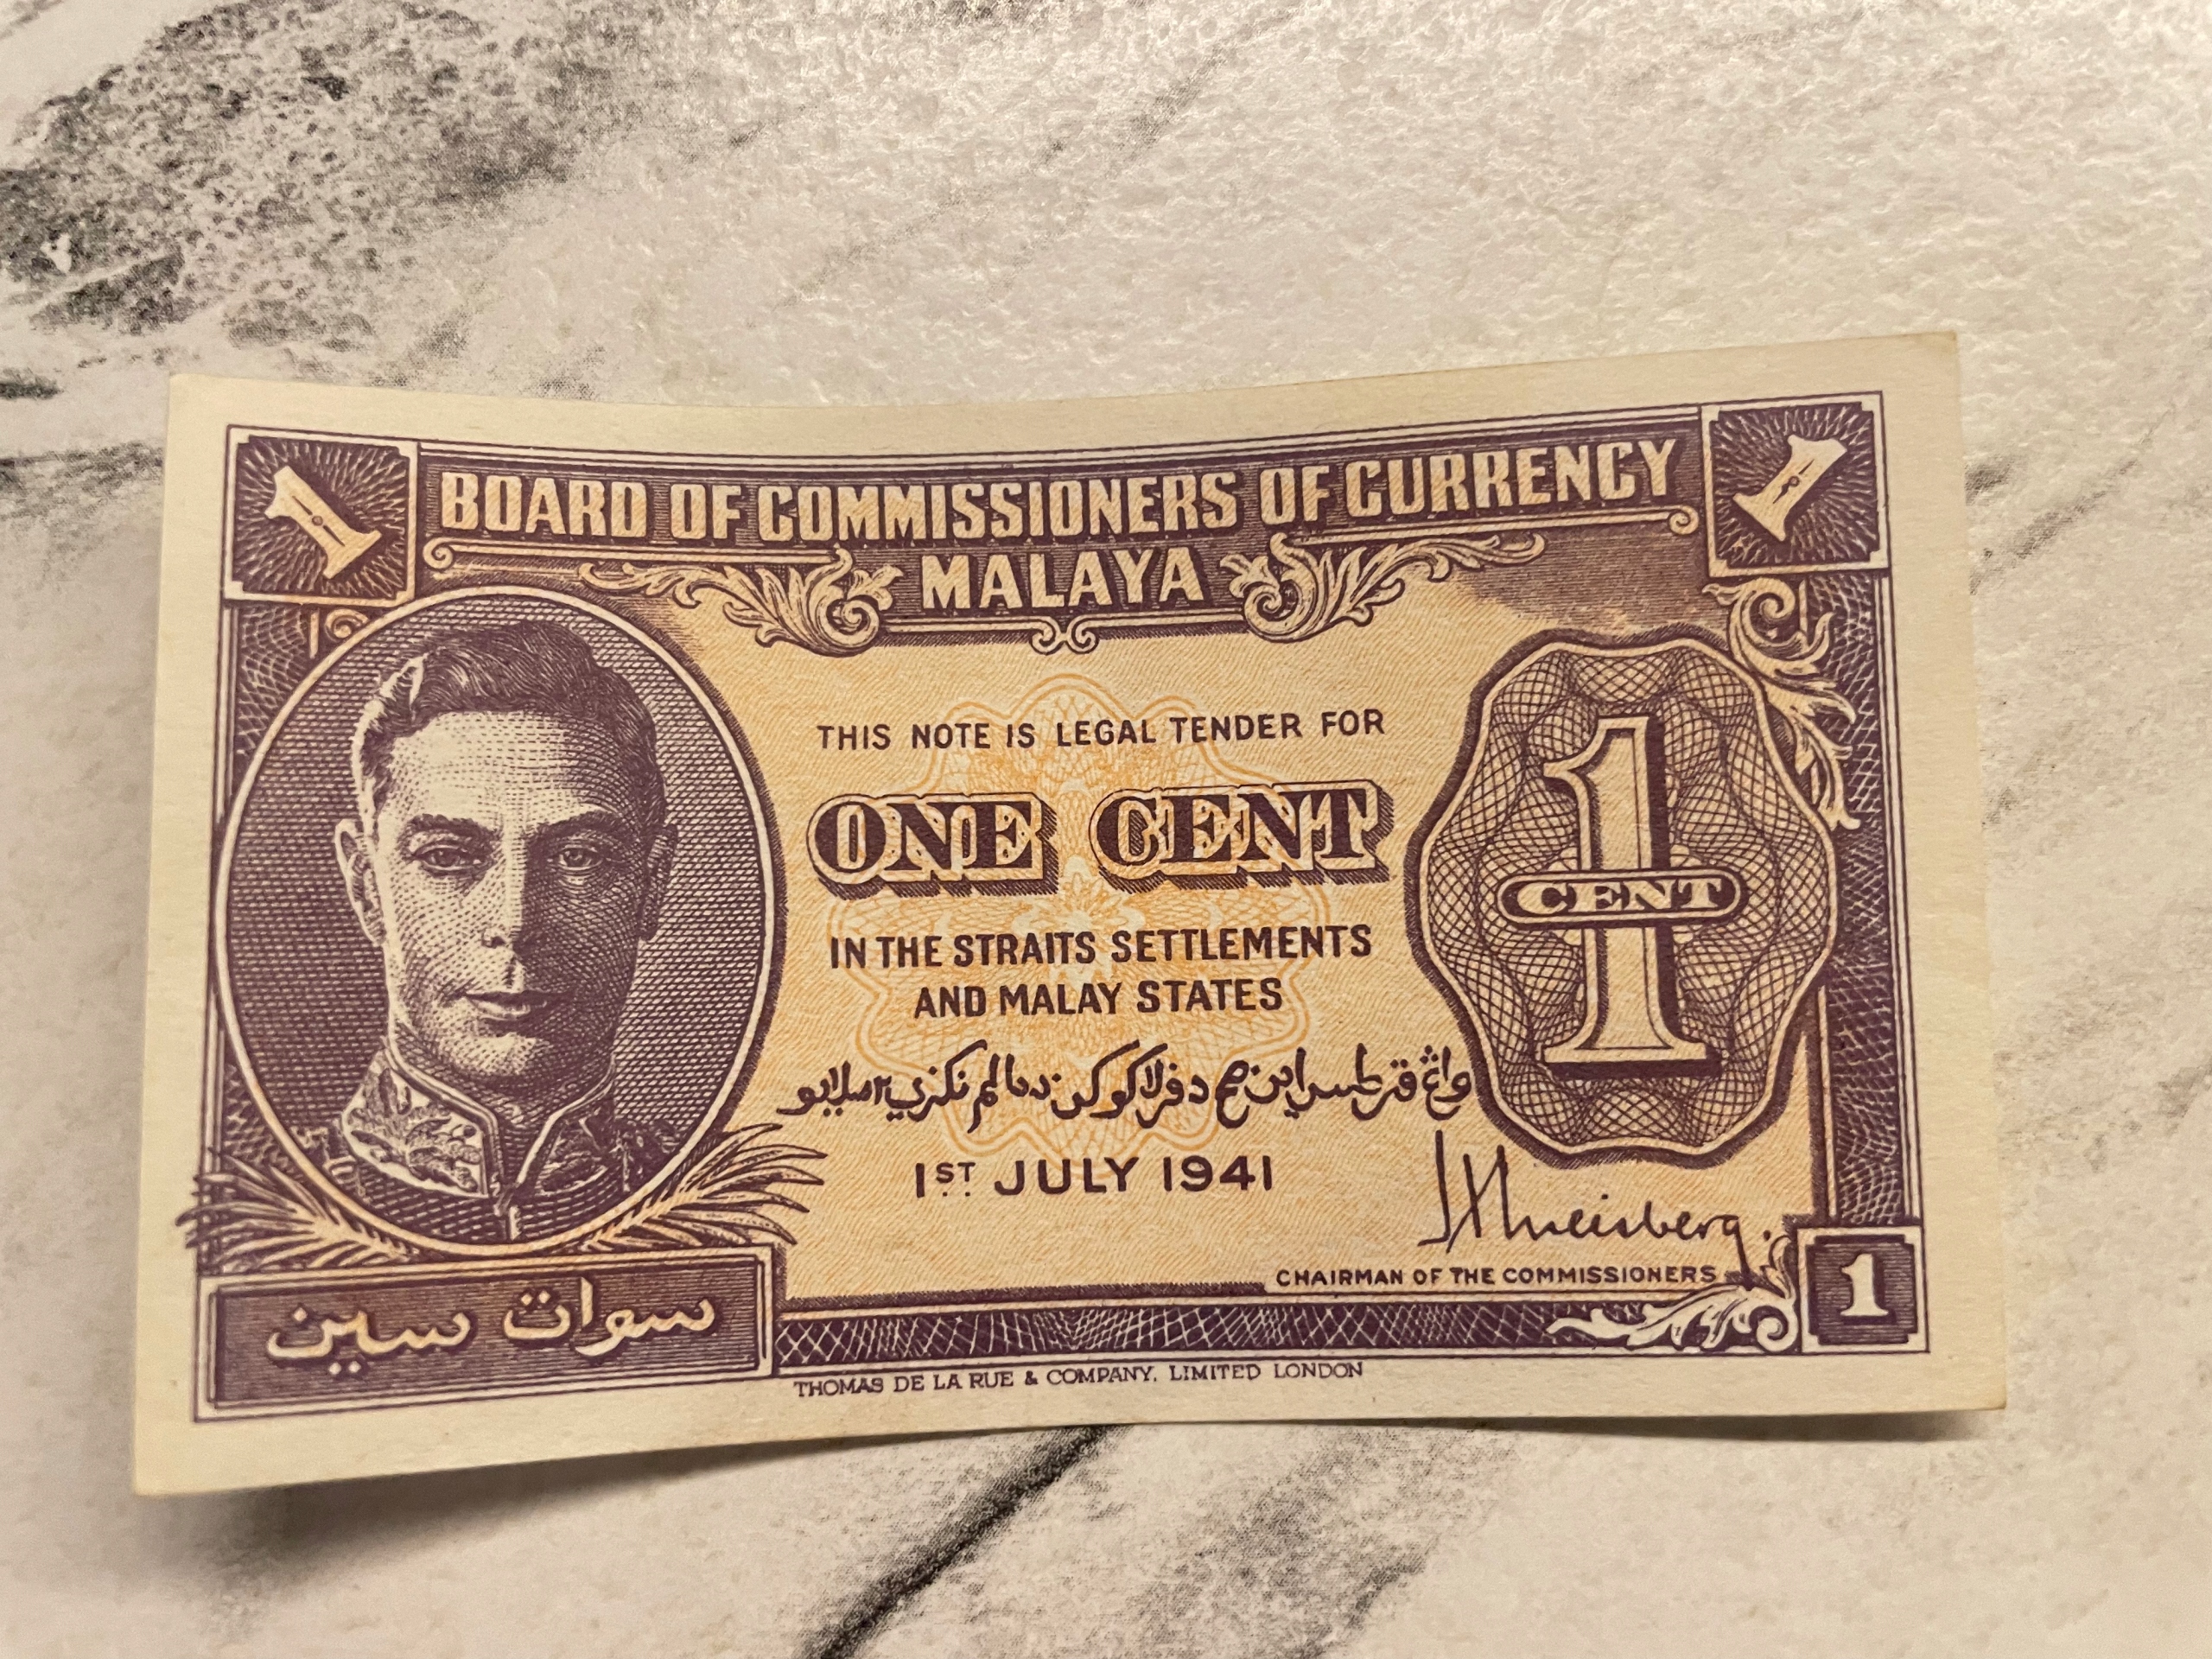 1 1
BOARD OF COMMISSIONERS OF CURRENCY
MALAYA
THIS NOTE IS LEGAL TENDER FOR
ONE CENT
1
CENT
IN THE STRAITS SETTLEMENTS
AND MALAY STATES
1ST JULY 1941
CHAIRMAN OF THE COMMISSIONERS
سوات سين
1
THOMAS DE LA RUE & COMPANY, LIMITED LONDON